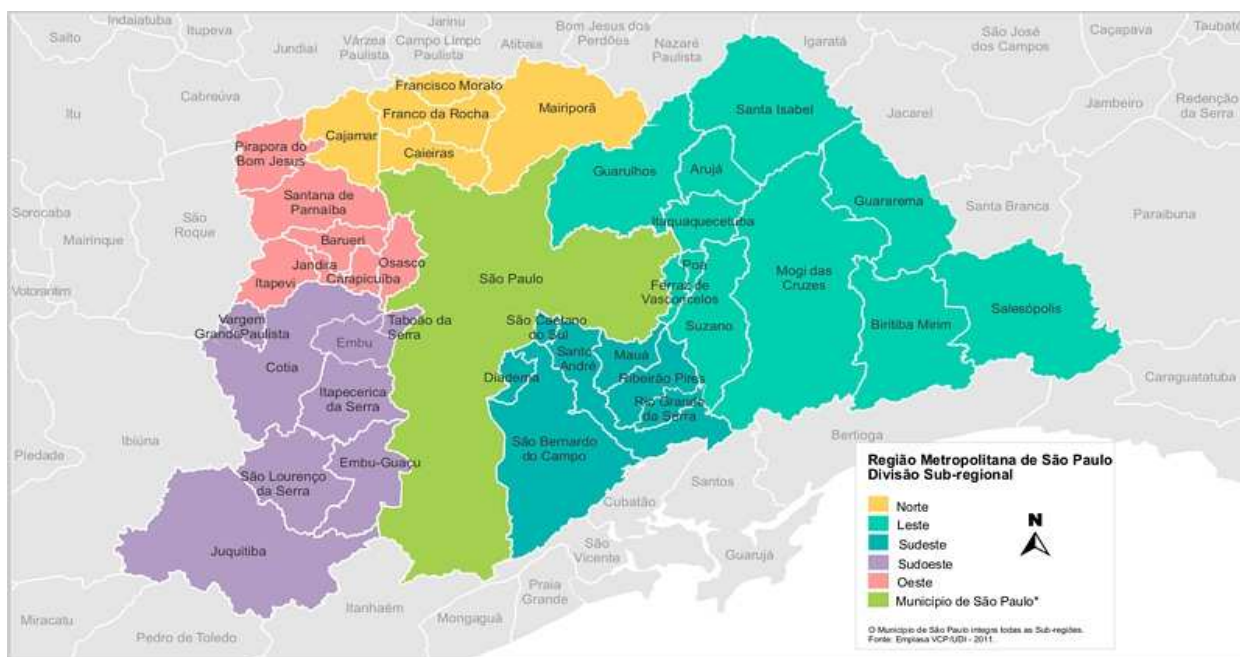 Indaiatuba
Jarinu
Bom Jesus dos
Perdões
Taubaté
Salto
Itupeva
Jundiaí
Várzea
Paulista
Campo Limpo
Paulista
Atibaia
Nazaré
Paulista
Igaratá
São José
dos Campos
Caçapava
Itu
Cabreúva
Francisco Morato
Mairiporã
Santa Isabel
Jacareí
Jambeiro
Redenção
da Serra
Cajamar
Franco da Rocha
Caieiras
Pirapora do
Bom Jesus
Guarulhos
Arujá
Santana de
Parnaíba
Guararema
Santa Branca
Paraibuna
Sorocaba
Mairinque
São
Roque
Itaquaquecetuba
Barueri
Jandira
Osasco
Carapicuíba
Itapevi
São Paulo
Poá
Ferraz de
Vasconcelos
Mogi das
Cruzes
Votorantim
Salesópolis
Vargem
Grande Paulista
Taboão da
Serra
Embu
São Caetano
do Sul
Suzano
Biritiba Mirim
Cotia
Santo
André
Mauá
Diadema
Ribeirão Pires
Itapecerica
da Serra
Rio Grande
da Serra
Caraguatatuba
Piedade
Ibiúna
São Bernardo
do Campo
Bertioga
São Lourenço
da Serra
Embu-Guaçu
Cubatão
Santos
Juquitiba
São
Vicente
Guarujá
Praia
Grande
Itanhaém
Mongaguá
Miracatu
Pedro de Toledo
Região Metropolitana de São Paulo
Divisão Sub-regional
Norte
Leste
Sudeste
Sudoeste
Oeste
Município de São Paulo*
N
O Município de São Paulo integra todas as Sub-regiões.
Fonte: Emplasa VCP/UDI - 2011.